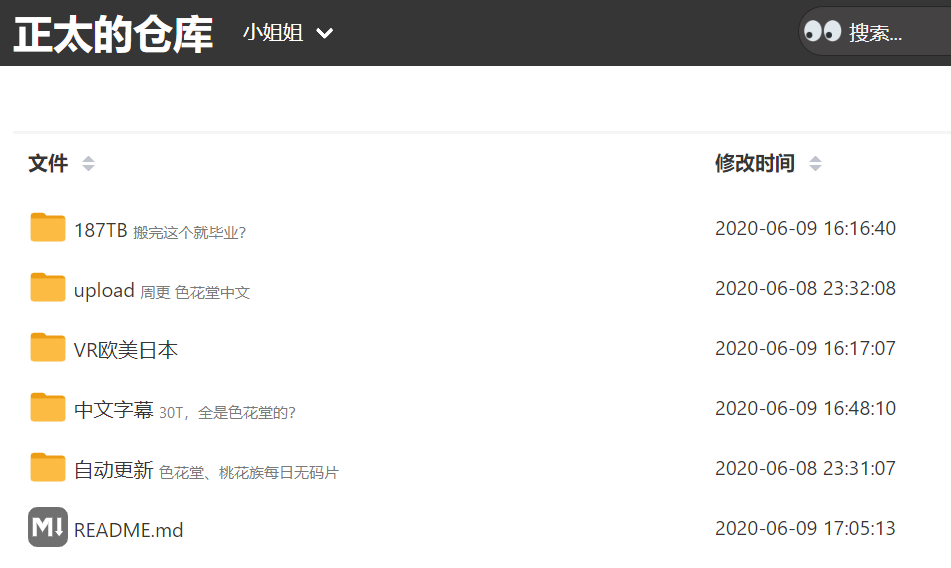 正太的仓库 小姐姐 搜索...
文件 修改时间
187TB 搬完这个就毕业? 2020-06-09 16:16:40
upload 周更 色花堂中文 2020-06-08 23:32:08
VR欧美日本 2020-06-09 16:17:07
中文字幕 30T，全是色花堂的? 2020-06-09 16:48:10
自动更新 色花堂、桃花族每日无码片 2020-06-08 23:31:07
M↓ README.md 2020-06-09 17:05:13